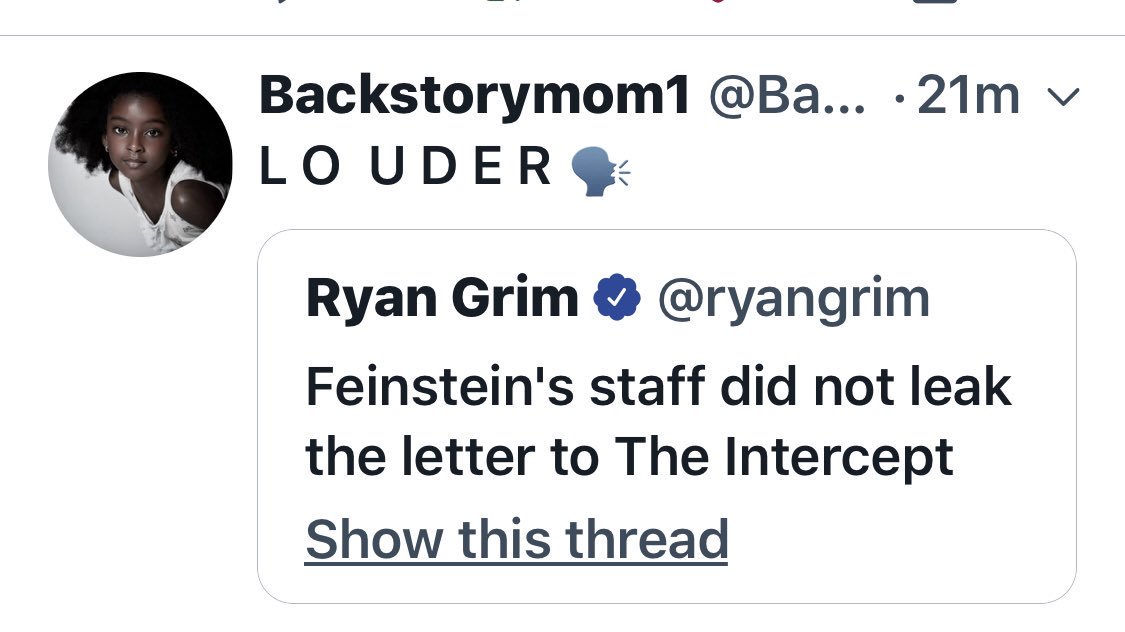 Backstorymom1 @Ba... · 21m
L O U D E R 🗣
Ryan Grim @ryangrim
Feinstein's staff did not leak
the letter to The Intercept
Show this thread